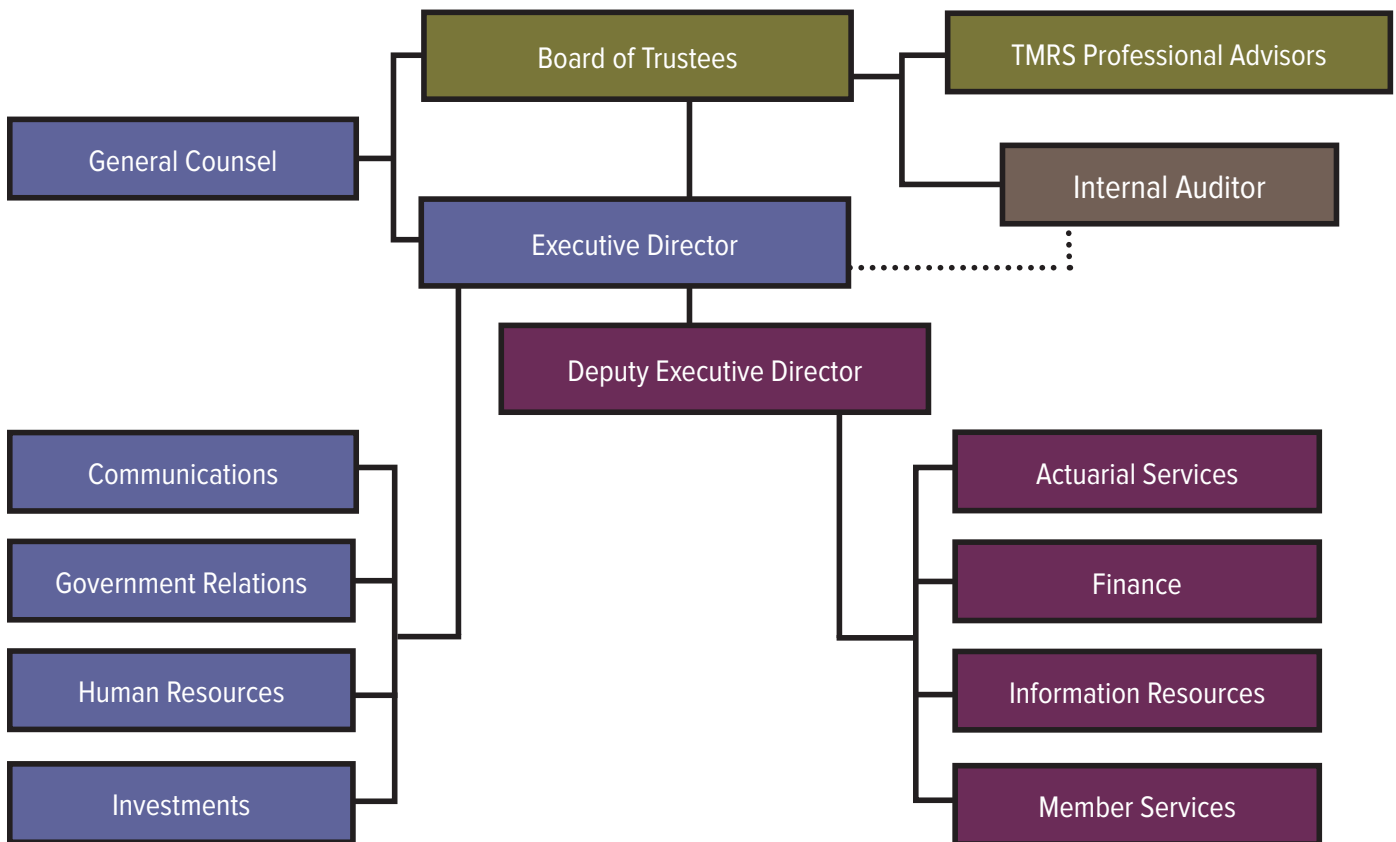 Board of Trustees
TMRS Professional Advisors
General Counsel
Internal Auditor
Executive Director
Deputy Executive Director
Communications
Actuarial Services
Government Relations
Finance
Human Resources
Information Resources
Investments
Member Services